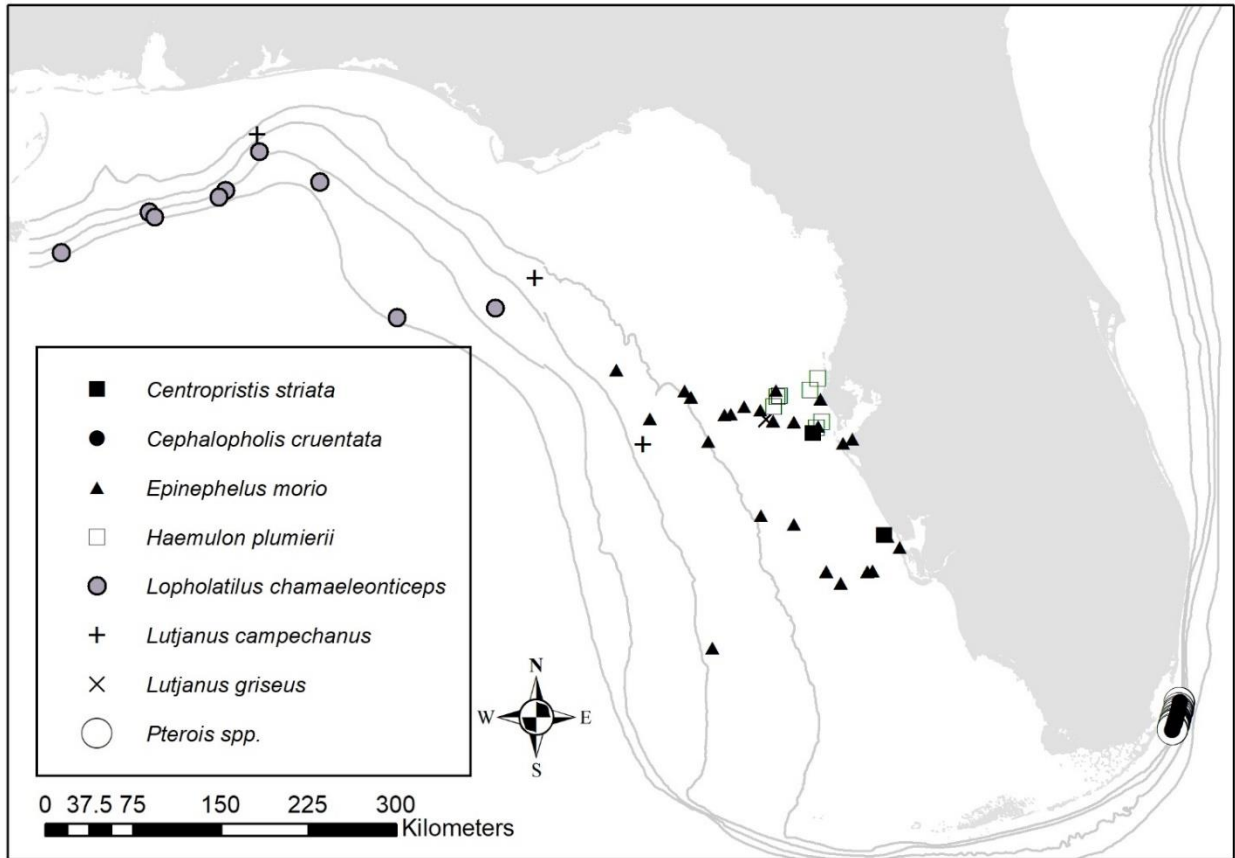 Centropristis striata
Cephalopholis cruentata
Epinephelus morio
Haemulon plumierii
Lopholatilus chamaeleonticeps
Lutjanus campechanus
Lutjanus griseus
Pterois spp.
N
W E
S
0 37.5 75 150 225 300
Kilometers